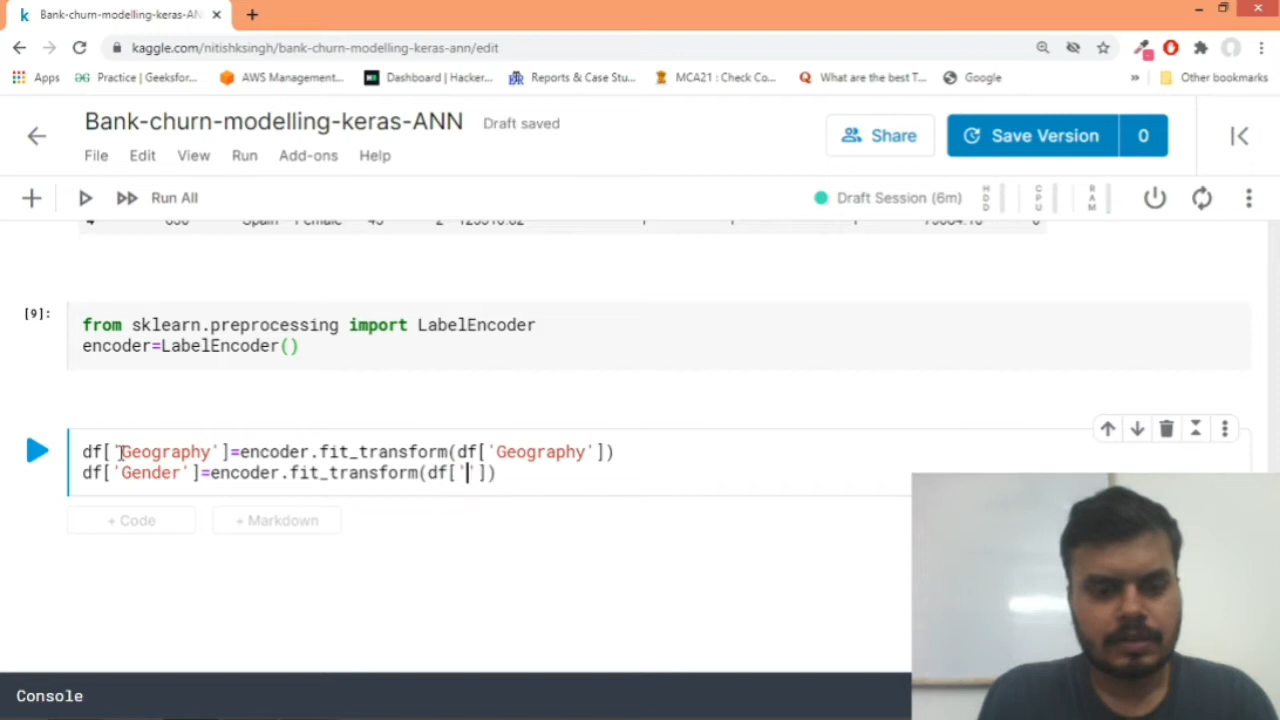 Bank-churn-modelling-keras-AN
kaggle.com/nitishksingh/bank-churn-modelling-keras-ann/edit
Apps Practice | Geeksfor... AWS Management... Dashboard | Hacker... Reports & Case Stu... MCA21 : Check Co... What are the best T... Google » Other bookmarks
Bank-churn-modelling-keras-ANN Draft saved
Share Save Version 0
File Edit View Run Add-ons Help
+ Run All Draft Session (6m) HDD CPU RAM
[9]:
from sklearn.preprocessing import LabelEncoder
encoder=LabelEncoder()
df['Geography']=encoder.fit_transform(df['Geography'])
df['Gender']=encoder.fit_transform(df[''])
+ Code + Markdown
Console